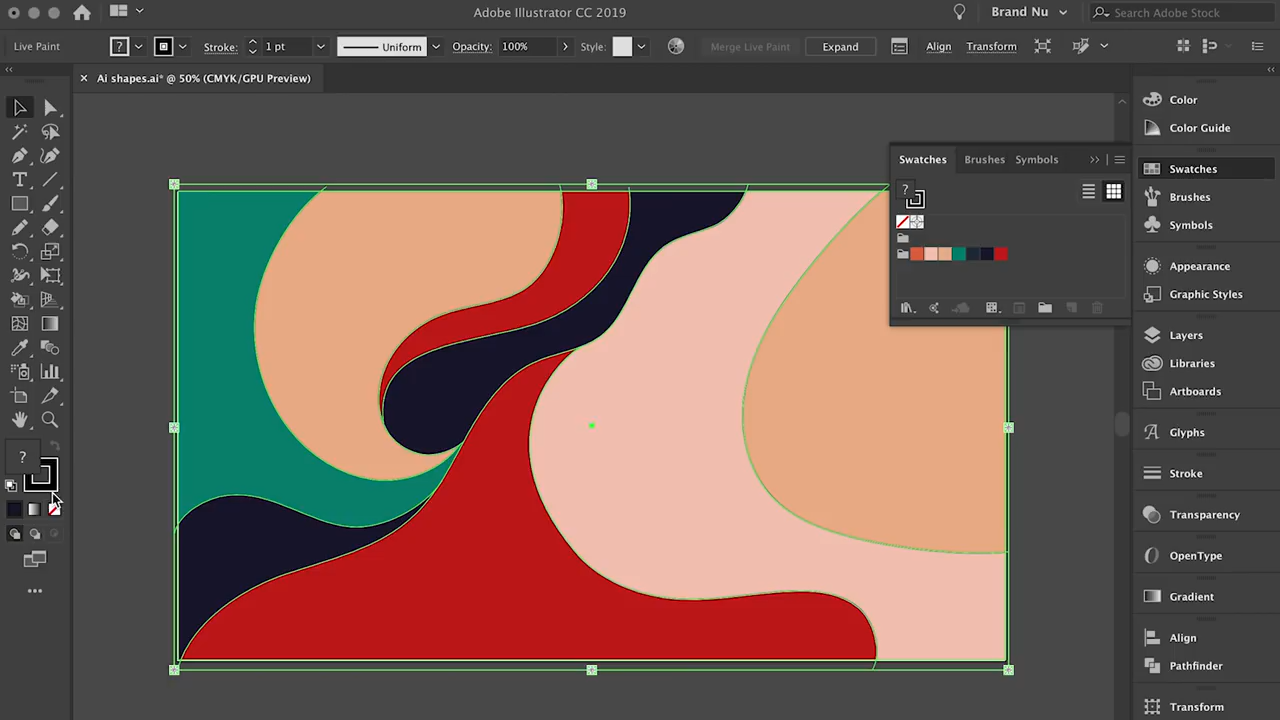 Adobe Illustrator CC 2019
Brand Nu
Search Adobe Stock
Live Paint
?
Stroke:
1 pt
Uniform
Opacity:
100%
Style:
Merge Live Paint
Expand
Align
Transform
Ai shapes.ai* @ 50% (CMYK/GPU Preview)
Swatches
Brushes
Symbols
?
?
Color
Color Guide
Swatches
Brushes
Symbols
Appearance
Graphic Styles
Layers
Libraries
Artboards
Glyphs
Stroke
Transparency
OpenType
Gradient
Align
Pathfinder
Transform